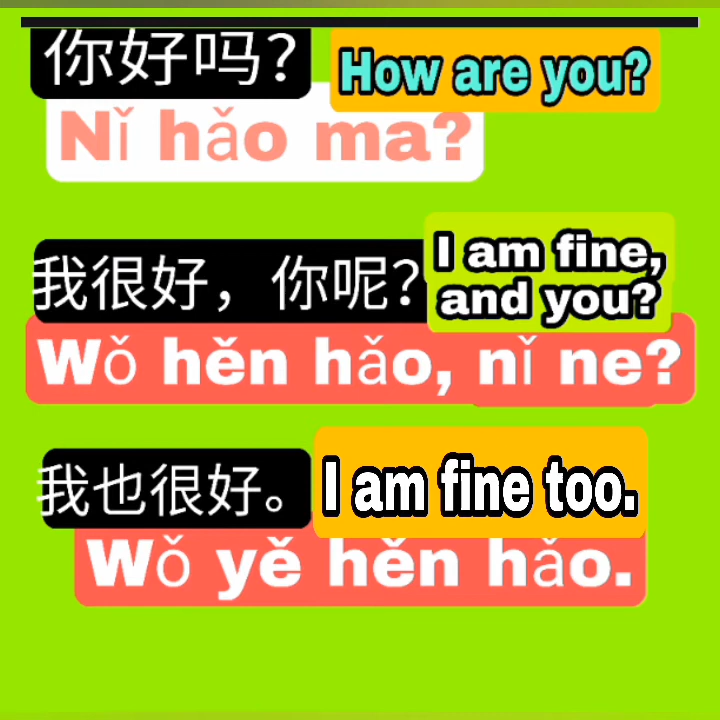 你好吗？
How are you?
Nǐ hǎo ma?
我很好，你呢？
I am fine,
and you?
Wǒ hěn hǎo, nǐ ne?
我也很好。
I am fine too.
Wǒ yě hěn hǎo.